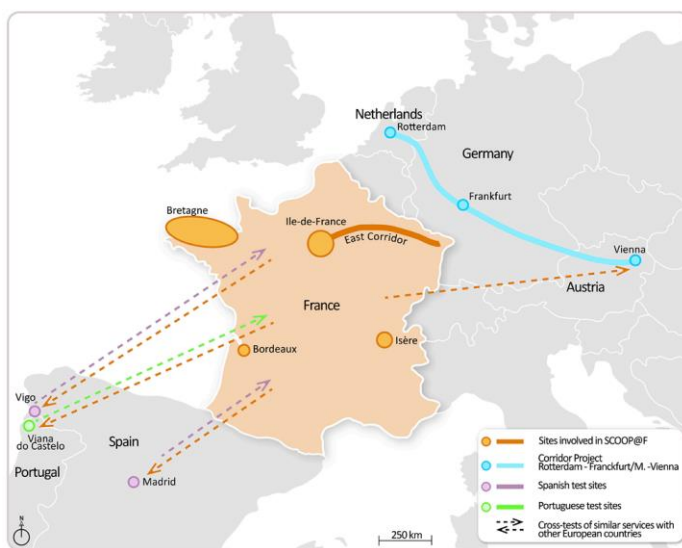 Netherlands
Rotterdam
Germany
Bretagne
Ile-de-France
Frankfurt
East Corridor
Vienna
Austria
France
Bordeaux
Isère
Vigo
Viana
do Castelo
Spain
Portugal
Madrid
Sites involved in SCOOP@F
Corridor Project
Rotterdam - Franckfurt/M. -Vienna
Spanish test sites
Portuguese test sites
Cross-tests of similar services with
other European countries
N
250 km